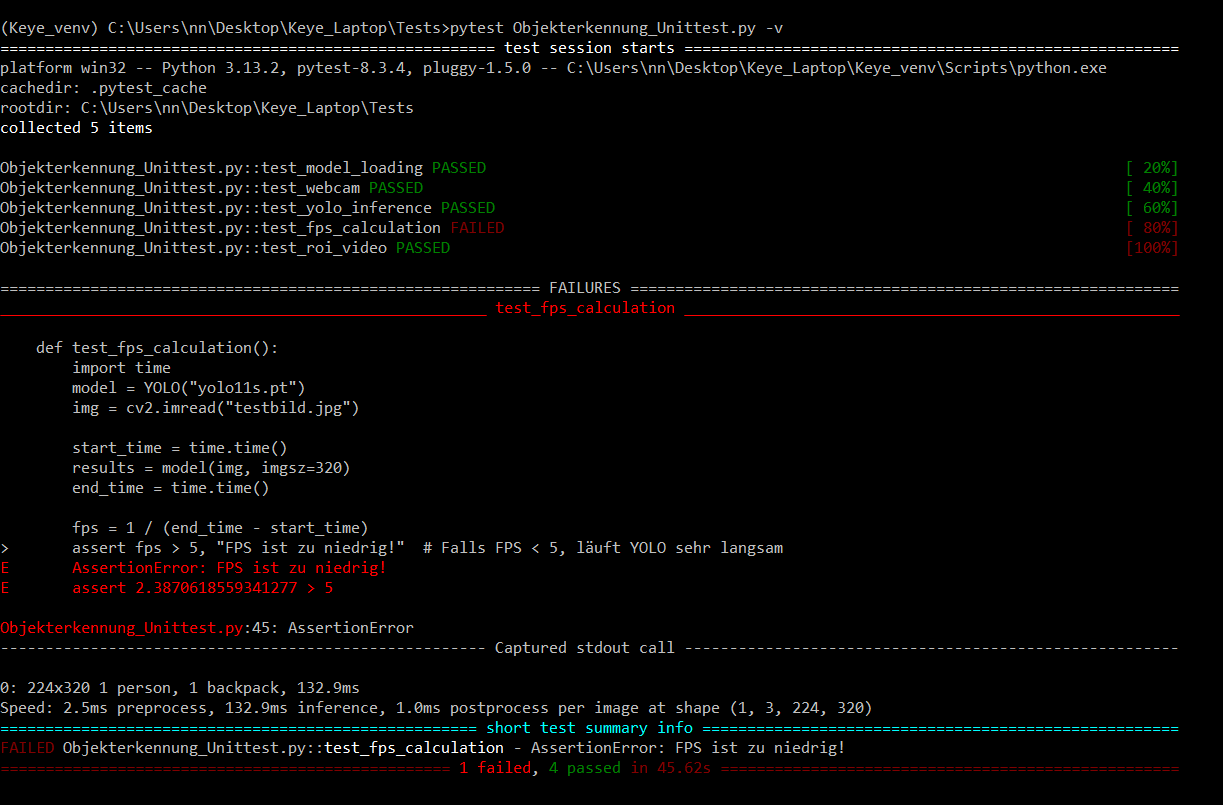 (Keye_venv) C:\Users\nn\Desktop\Keye_Laptop\Tests>pytest Objekterkennung_Unittest.py -v
======================================================= test session starts =======================================================
platform win32 -- Python 3.13.2, pytest-8.3.4, pluggy-1.5.0 -- C:\Users\nn\Desktop\Keye_Laptop\Keye_venv\Scripts\python.exe
cachedir: .pytest_cache
rootdir: C:\Users\nn\Desktop\Keye_Laptop\Tests
collected 5 items

Objekterkennung_Unittest.py::test_model_loading PASSED [ 20%]
Objekterkennung_Unittest.py::test_webcam PASSED [ 40%]
Objekterkennung_Unittest.py::test_yolo_inference PASSED [ 60%]
Objekterkennung_Unittest.py::test_fps_calculation FAILED [ 80%]
Objekterkennung_Unittest.py::test_roi_video PASSED [100%]

============================================================ FAILURES =============================================================
______________________________________________________ test_fps_calculation _______________________________________________________

    def test_fps_calculation():
        import time
        model = YOLO("yolo11s.pt")
        img = cv2.imread("testbild.jpg")

        start_time = time.time()
        results = model(img, imgsz=320)
        end_time = time.time()

        fps = 1 / (end_time - start_time)
>       assert fps > 5, "FPS ist zu niedrig!"  # Falls FPS < 5, läuft YOLO sehr langsam
E       AssertionError: FPS ist zu niedrig!
E       assert 2.3870618559341277 > 5

Objekterkennung_Unittest.py:45: AssertionError
------------------------------------------------------ Captured stdout call -------------------------------------------------------

0: 224x320 1 person, 1 backpack, 132.9ms
Speed: 2.5ms preprocess, 132.9ms inference, 1.0ms postprocess per image at shape (1, 3, 224, 320)
===================================================== short test summary info =====================================================
FAILED Objekterkennung_Unittest.py::test_fps_calculation - AssertionError: FPS ist zu niedrig!
================================================== 1 failed, 4 passed in 45.62s ===================================================